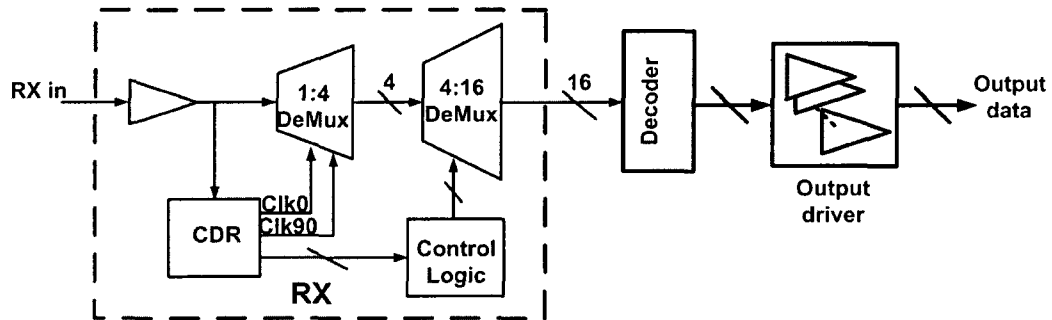 RX in
1:4
DeMux
4
4:16
DeMux
16
Decoder
Output
data
Output
driver
Clk0
Clk90
CDR
Control
Logic
RX